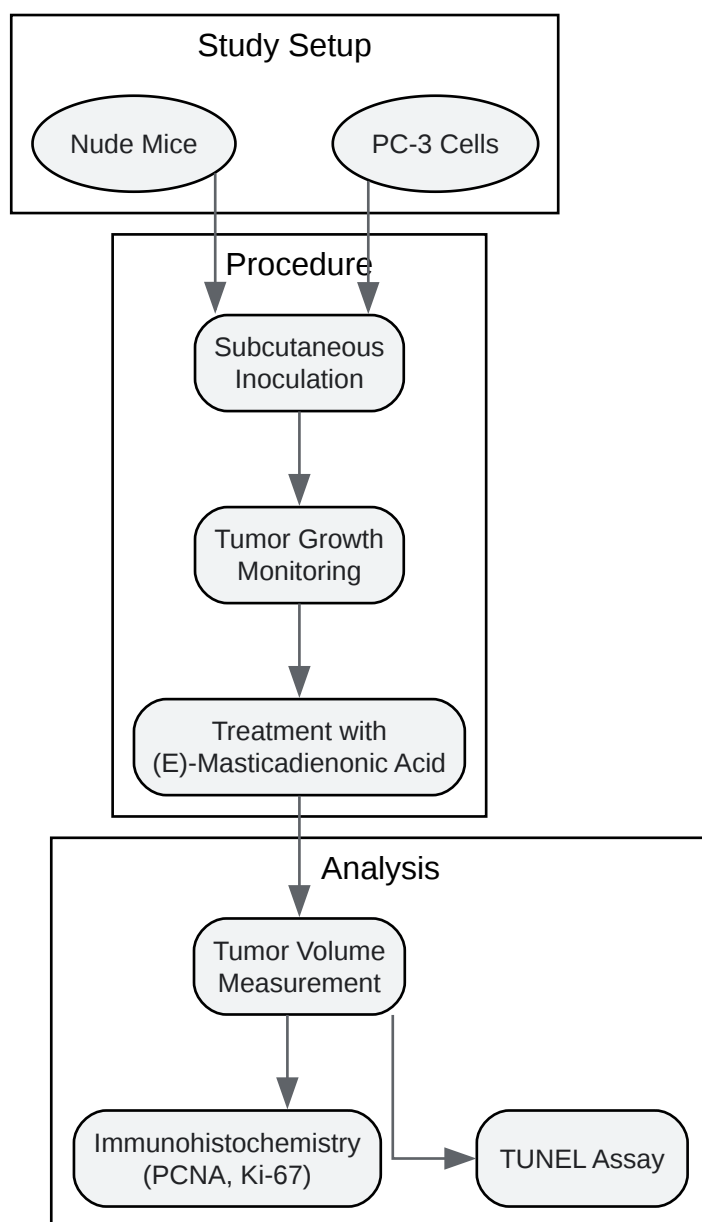 Study Setup
Nude Mice
PC-3 Cells
Procedure
Subcutaneous
Inoculation
Tumor Growth
Monitoring
Treatment with
(E)-Masticadienonic Acid
Analysis
Tumor Volume
Measurement
Immunohistochemistry
(PCNA, Ki-67)
TUNEL Assay